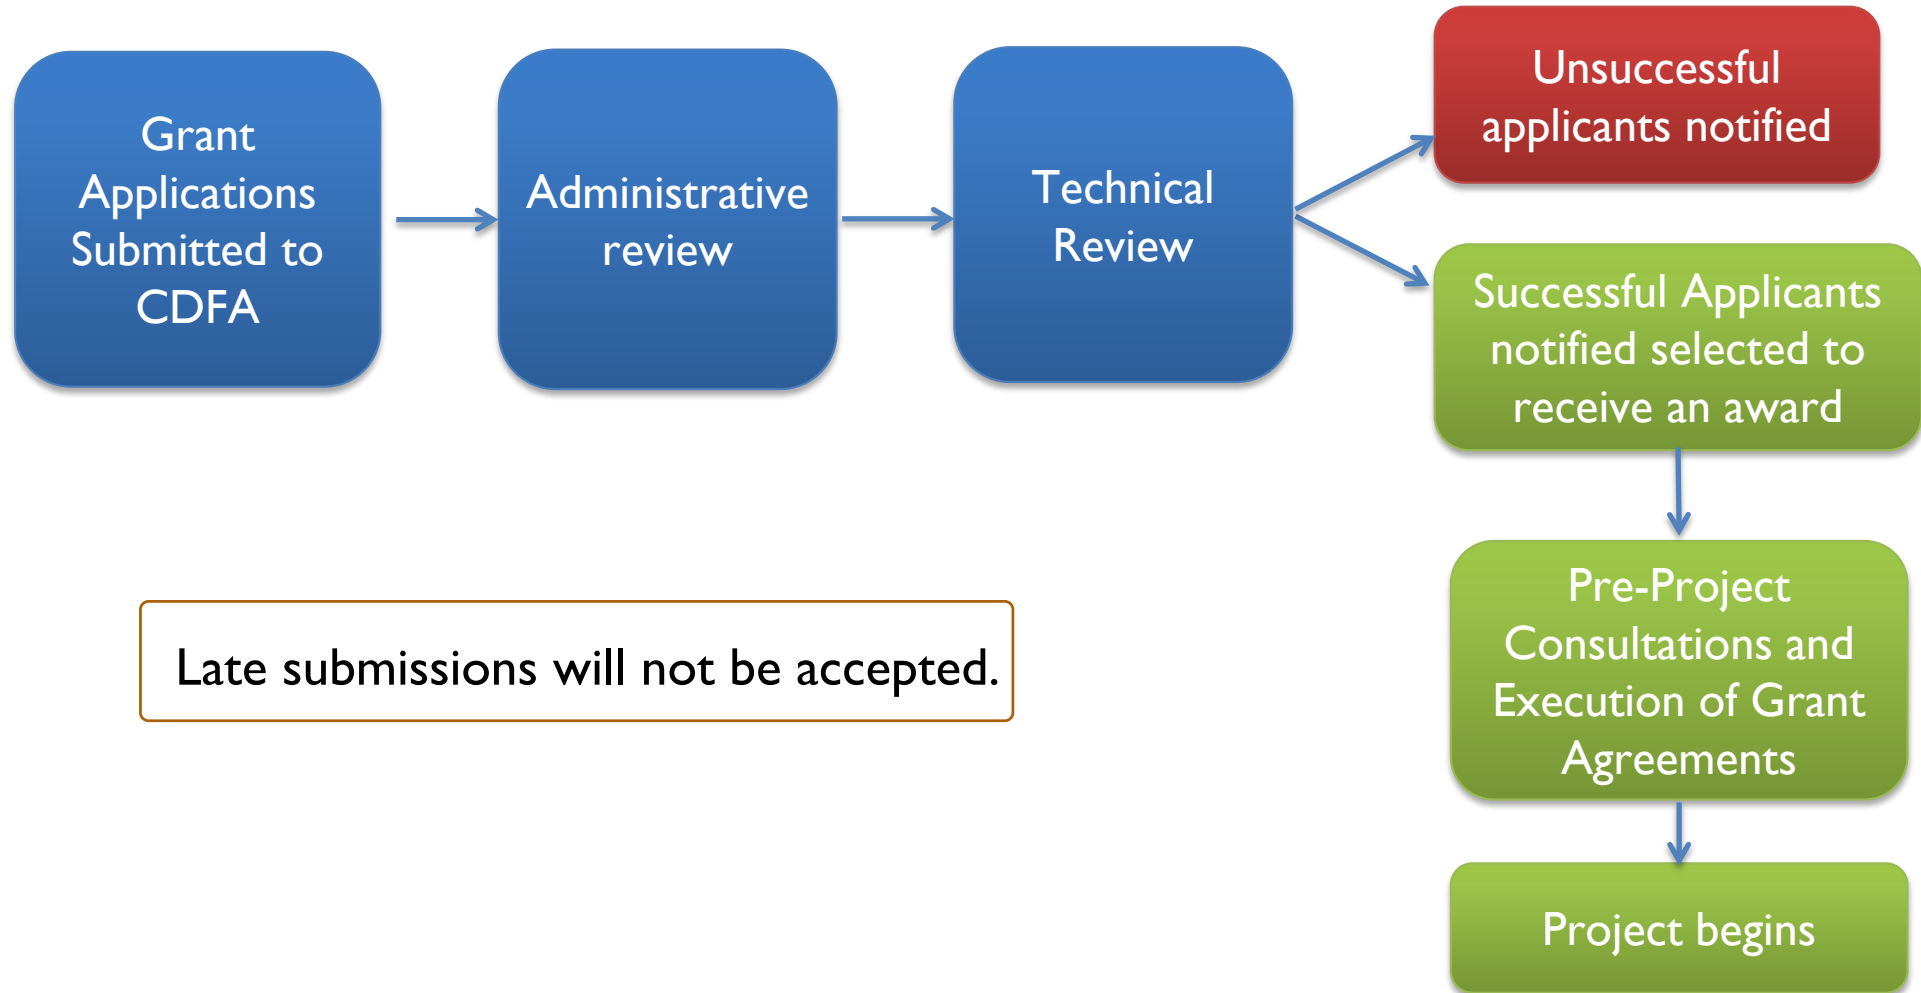 Grant
Applications
Submitted to
CDFA
Administrative
review
Technical
Review
Unsuccessful
applicants notified
Successful Applicants
notified selected to
receive an award
Pre-Project
Consultations and
Execution of Grant
Agreements
Project begins
Late submissions will not be accepted.